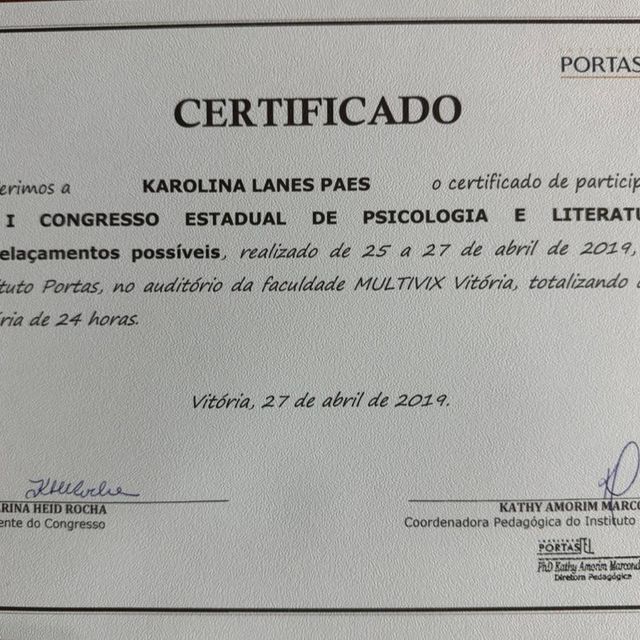 INSTITUTO
PORTAS
CERTIFICADO
erimos a KAROLINA LANES PAES o certificado de particip
I CONGRESSO ESTADUAL DE PSICOLOGIA E LITERATU
elaçamentos possíveis, realizado de 25 a 27 de abril de 2019,
tuto Portas, no auditório da faculdade MULTIVIX Vitória, totalizando
ria de 24 horas.
Vitória, 27 de abril de 2019.
RINA HEID ROCHA
ente do Congresso
KATHY AMORIM MARCO
Coordenadora Pedagógica do Instituto
PORTAS
PhD Kathy Amorim Marcond
Diretora Pedagógica